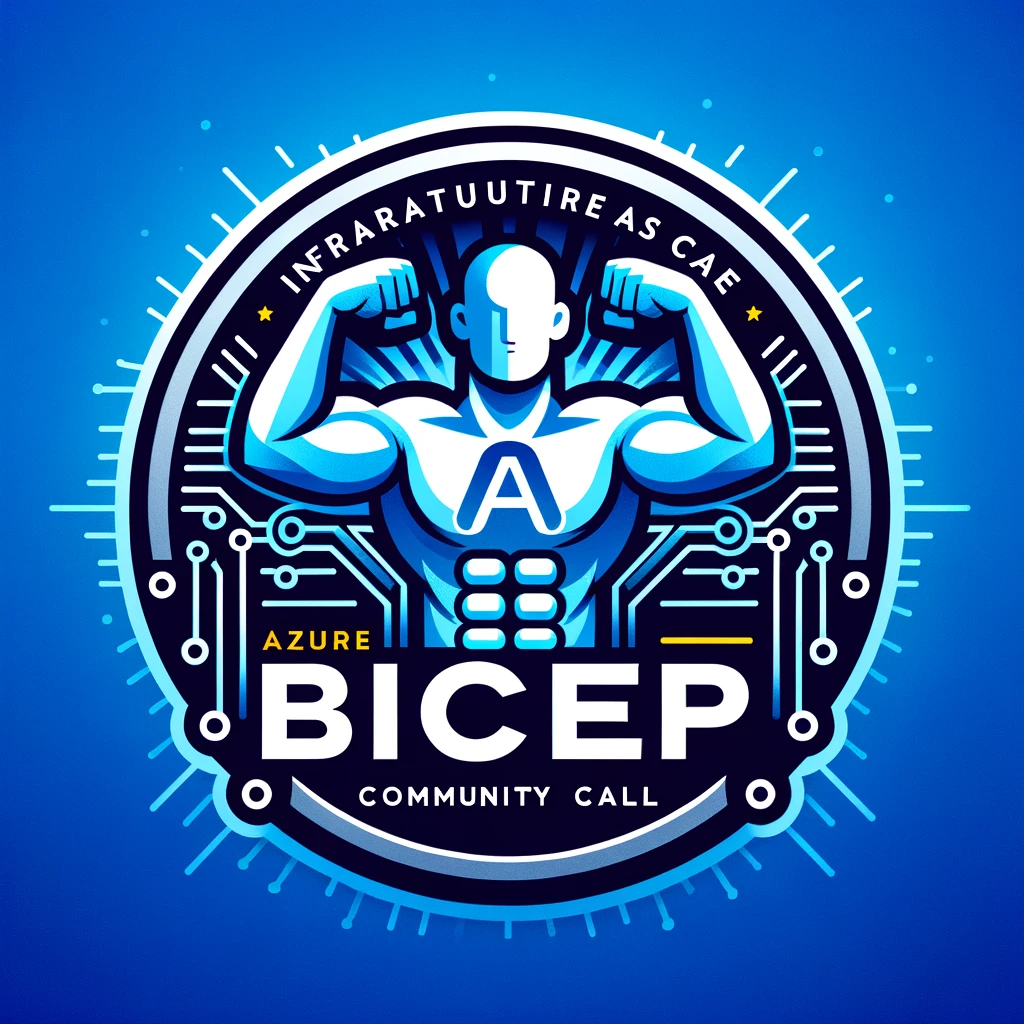 INFRARATUUTIRE AS CAE
A
AZURE
BICEP
COMMUNITY CALL